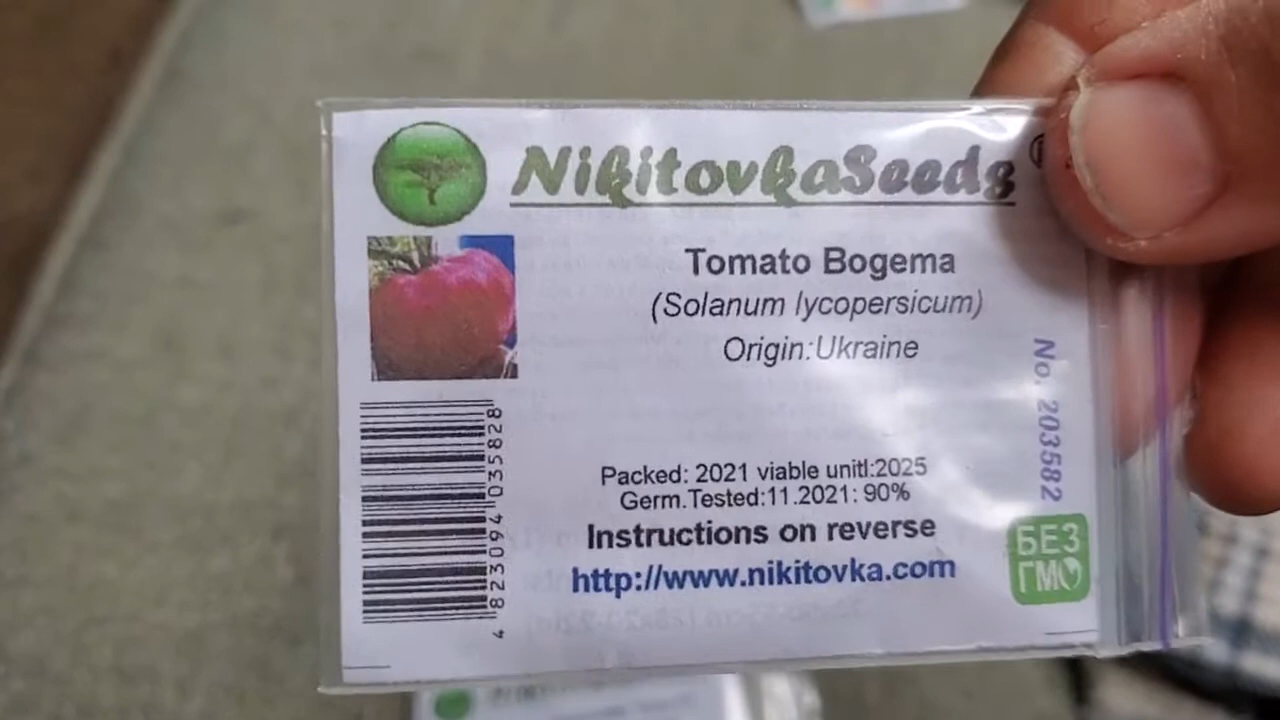 NikitovkaSeeds®
Tomato Bogema
(Solanum lycopersicum)
Origin:Ukraine
No. 203582
4 823094 035828
Packed: 2021 viable unitl:2025
Germ.Tested:11.2021: 90%
Instructions on reverse
http://www.nikitovka.com
БЕЗ
ГМО